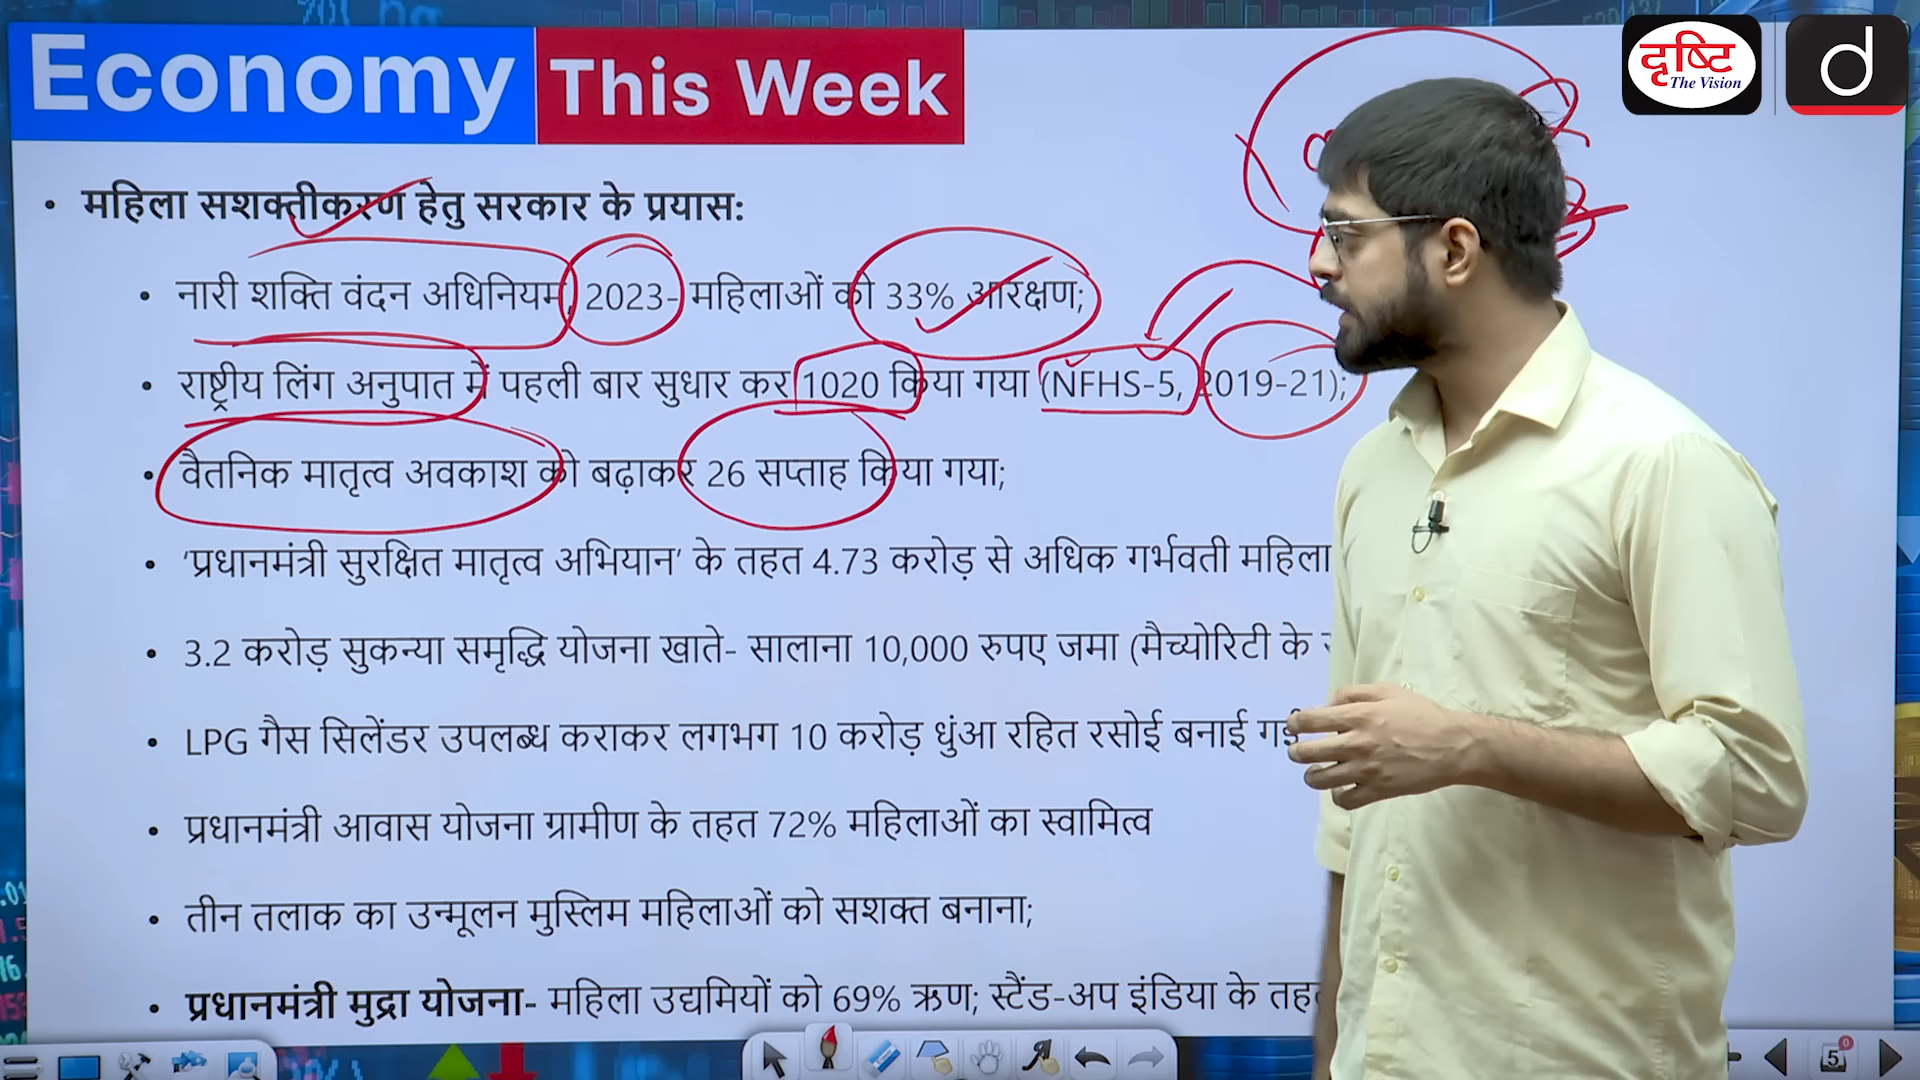 Economy This Week
दृष्टि
The Vision
d
• महिला सशक्तीकरण हेतु सरकार के प्रयास:
• नारी शक्ति वंदन अधिनियम, 2023- महिलाओं को 33% आरक्षण;
• राष्ट्रीय लिंग अनुपात में पहली बार सुधार कर 1020 किया गया (NFHS-5, 2019-21);
• वैतनिक मातृत्व अवकाश को बढ़ाकर 26 सप्ताह किया गया;
• 'प्रधानमंत्री सुरक्षित मातृत्व अभियान' के तहत 4.73 करोड़ से अधिक गर्भवती महिला
• 3.2 करोड़ सुकन्या समृद्धि योजना खाते- सालाना 10,000 रुपए जमा (मैच्योरिटी के
• LPG गैस सिलेंडर उपलब्ध कराकर लगभग 10 करोड़ धुंआ रहित रसोई बनाई गई
• प्रधानमंत्री आवास योजना ग्रामीण के तहत 72% महिलाओं का स्वामित्व
• तीन तलाक का उन्मूलन मुस्लिम महिलाओं को सशक्त बनाना;
• प्रधानमंत्री मुद्रा योजना- महिला उद्यमियों को 69% ऋण; स्टैंड-अप इंडिया के तहत
5
0